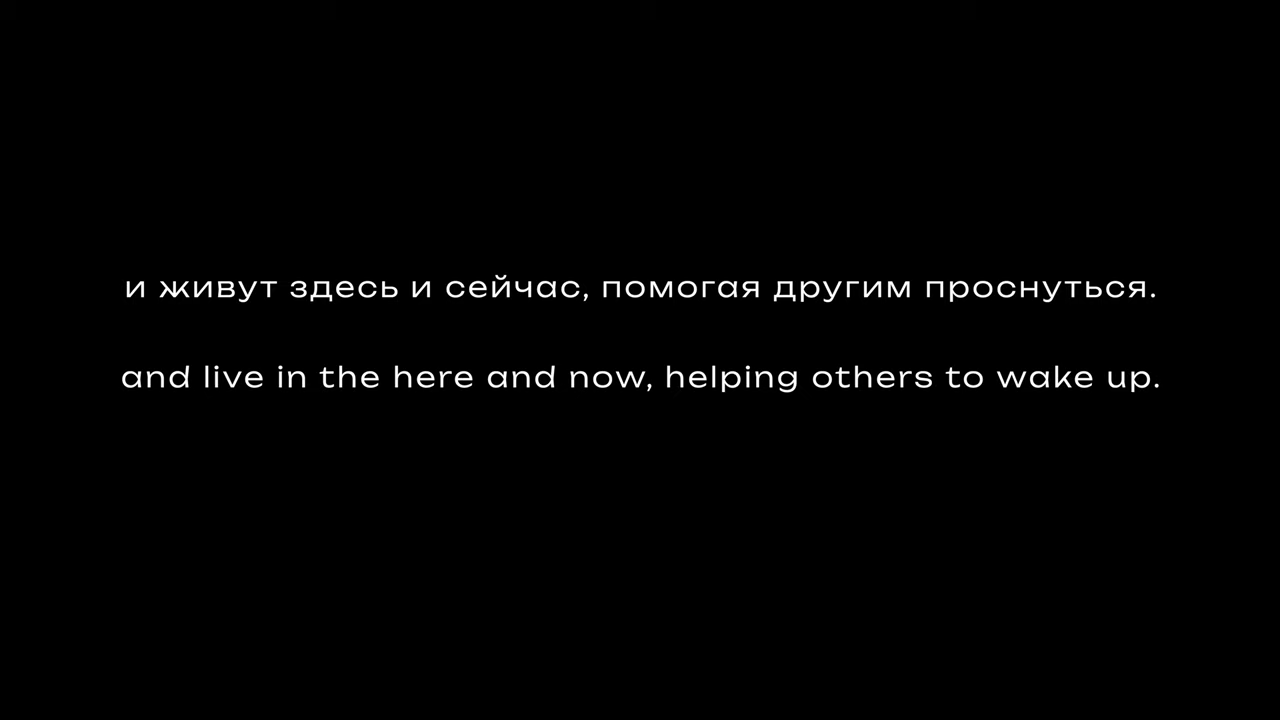 и живут здесь и сейчас, помогая другим проснуться.
and live in the here and now, helping others to wake up.